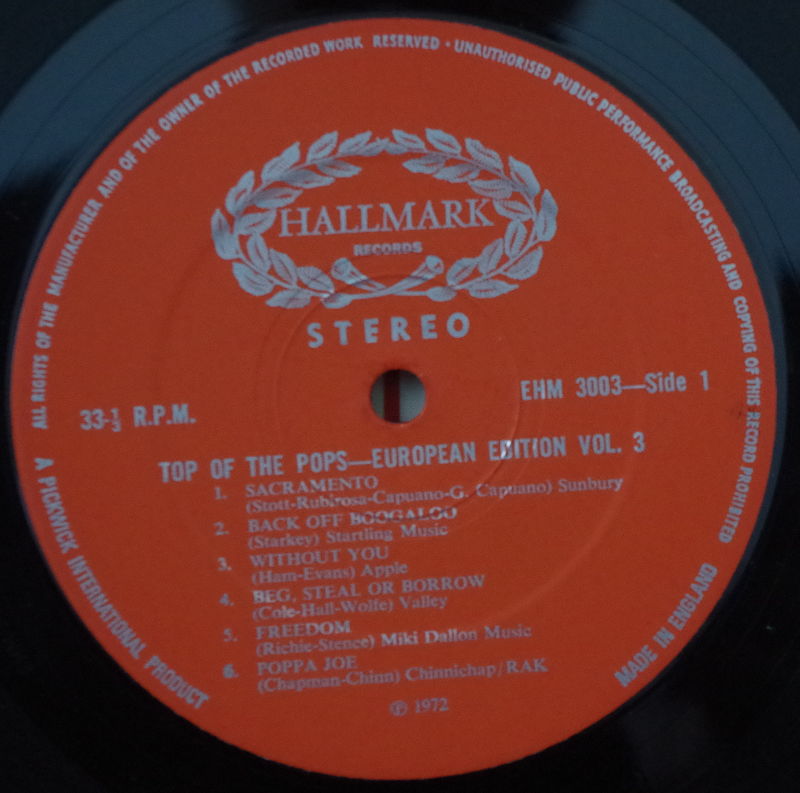 ALL RIGHTS OF THE MANUFACTURER AND OF THE OWNER OF THE RECORDED WORK RESERVED · UNAUTHORISED PUBLIC PERFORMANCE BROADCASTING AND COPYING OF THIS RECORD PROHIBITED
HALLMARK
RECORDS
STEREO
33-1/3 R.P.M.
EHM 3003—Side 1
TOP OF THE POPS—EUROPEAN EDITION VOL. 3
1. SACRAMENTO
(Stott-Rubirosa-Capuano-G. Capuano) Sunbury
2. BACK OFF BOOGALOO
(Starkey) Startling Music
3. WITHOUT YOU
(Ham-Evans) Apple
4. BEG, STEAL OR BORROW
(Cole-Hall-Wolfe) Valley
5. FREEDOM
(Richie-Stence) Miki Dallon Music
6. POPPA JOE
(Chapman-Chinn) Chinnichap/RAK
℗ 1972
A PICKWICK INTERNATIONAL PRODUCT
MADE IN ENGLAND